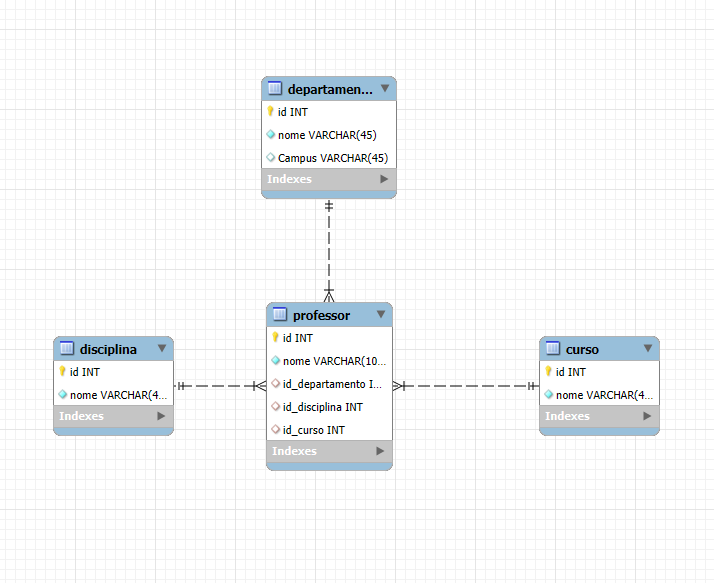 departamen...
id INT
nome VARCHAR(45)
Campus VARCHAR(45)
Indexes
professor
id INT
nome VARCHAR(10...
id_departamento I...
id_disciplina INT
id_curso INT
Indexes
disciplina
id INT
nome VARCHAR(4...
Indexes
curso
id INT
nome VARCHAR(4...
Indexes